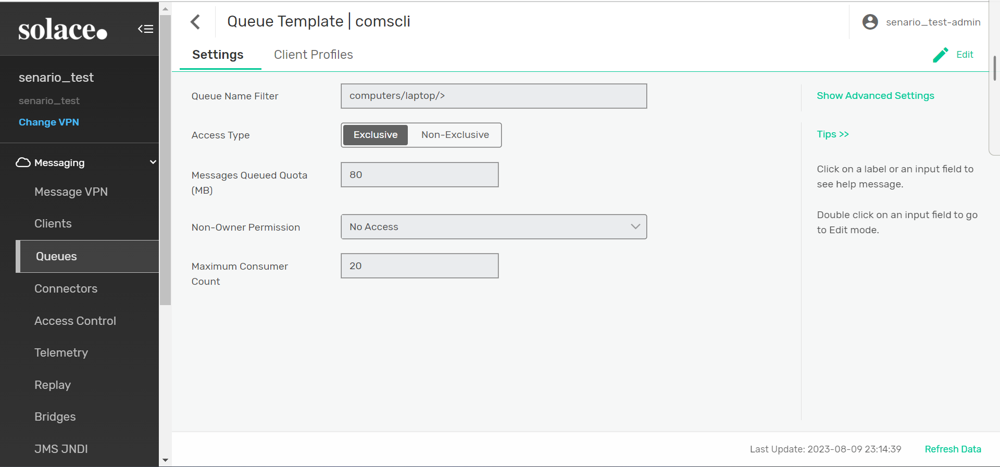 solace.
senario_test
senario_test
Change VPN
Messaging
Message VPN
Clients
Queues
Connectors
Access Control
Telemetry
Replay
Bridges
JMS JNDI
Queue Template | comscli
senario_test-admin
Settings
Client Profiles
Edit
Queue Name Filter
computers/laptop/>
Show Advanced Settings
Access Type
Exclusive
Non-Exclusive
Tips >>
Messages Queued Quota
(MB)
80
Click on a label or an input field to
see help message.
Double click on an input field to go
to Edit mode.
Non-Owner Permission
No Access
Maximum Consumer
Count
20
Last Update: 2023-08-09 23:14:39
Refresh Data